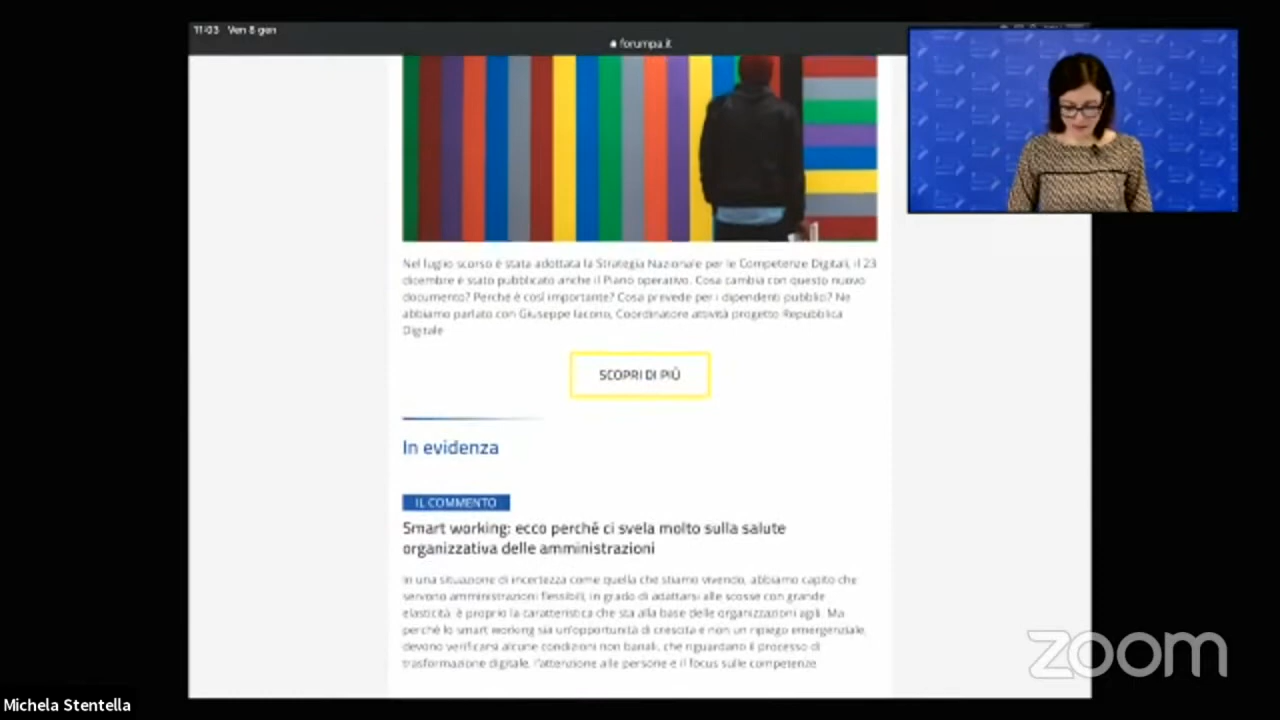 11:03 Ven 8 gen
forumpa.it
Nel luglio scorso è stata adottata la Strategia Nazionale per le Competenze Digitali, il 23
dicembre è stato pubblicato anche il Piano operativo. Cosa cambia con questo nuovo
documento? Perché è così importante? Cosa prevede per i dipendenti pubblici? Ne
abbiamo parlato con Giuseppe Iacono, Coordinatore attività progetto Repubblica
Digitale
SCOPRI DI PIÙ
In evidenza
IL COMMENTO
Smart working: ecco perché ci svela molto sulla salute
organizzativa delle amministrazioni
In una situazione di incertezza come quella che stiamo vivendo, abbiamo capito che
servono amministrazioni flessibili, in grado di adattarsi alle scosse con grande
elasticità: è proprio la caratteristica che sta alla base delle organizzazioni agili. Ma
perché lo smart working sia un'opportunità di crescita e non un ripiego emergenziale,
devono verificarsi alcune condizioni non banali, che riguardano il processo di
trasformazione digitale, l'attenzione alle persone e il focus sulle competenze
zoom
Michela Stentella